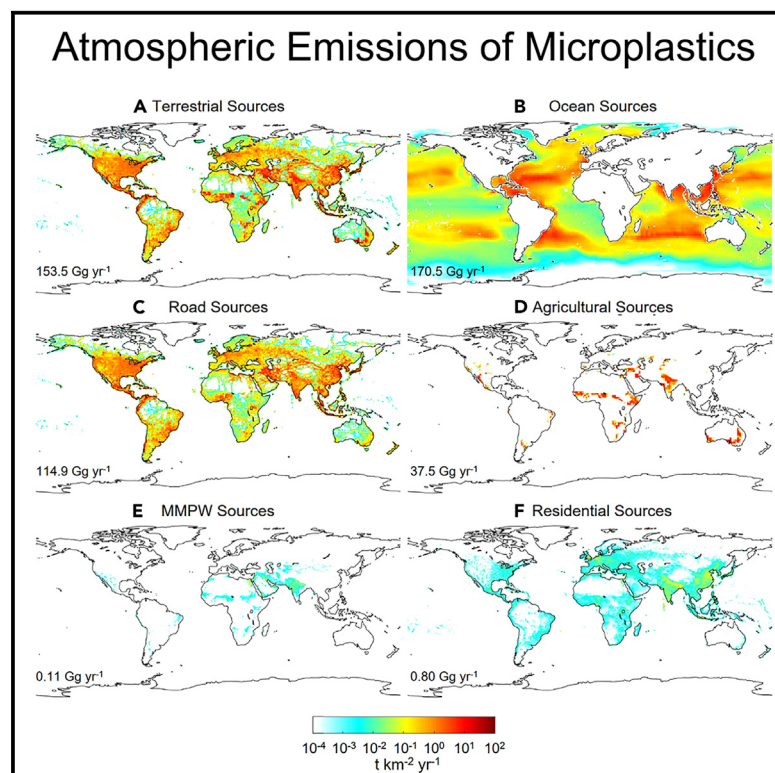 Atmospheric Emissions of Microplastics
A Terrestrial Sources
B Ocean Sources
153.5 Gg yr⁻¹
170.5 Gg yr⁻¹
C Road Sources
D Agricultural Sources
114.9 Gg yr⁻¹
37.5 Gg yr⁻¹
E MMPW Sources
F Residential Sources
0.11 Gg yr⁻¹
0.80 Gg yr⁻¹
10⁻⁴ 10⁻³ 10⁻² 10⁻¹ 10⁰ 10¹ 10²
t km⁻² yr⁻¹